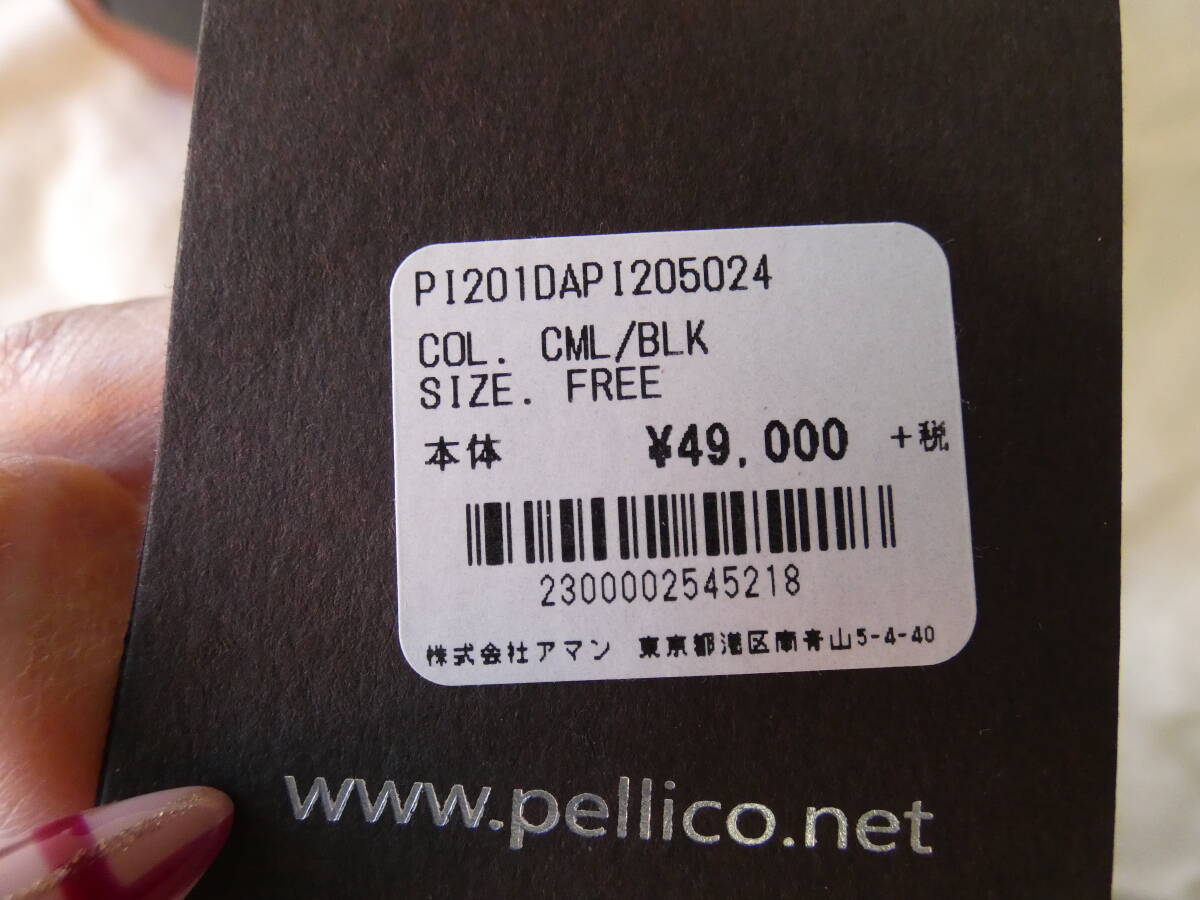 PI201DAPI205024
COL. CML/BLK
SIZE. FREE
本体 ¥49,000 +税
2300002545218
株式会社アマン 東京都港区南青山5-4-40
www.pellico.net